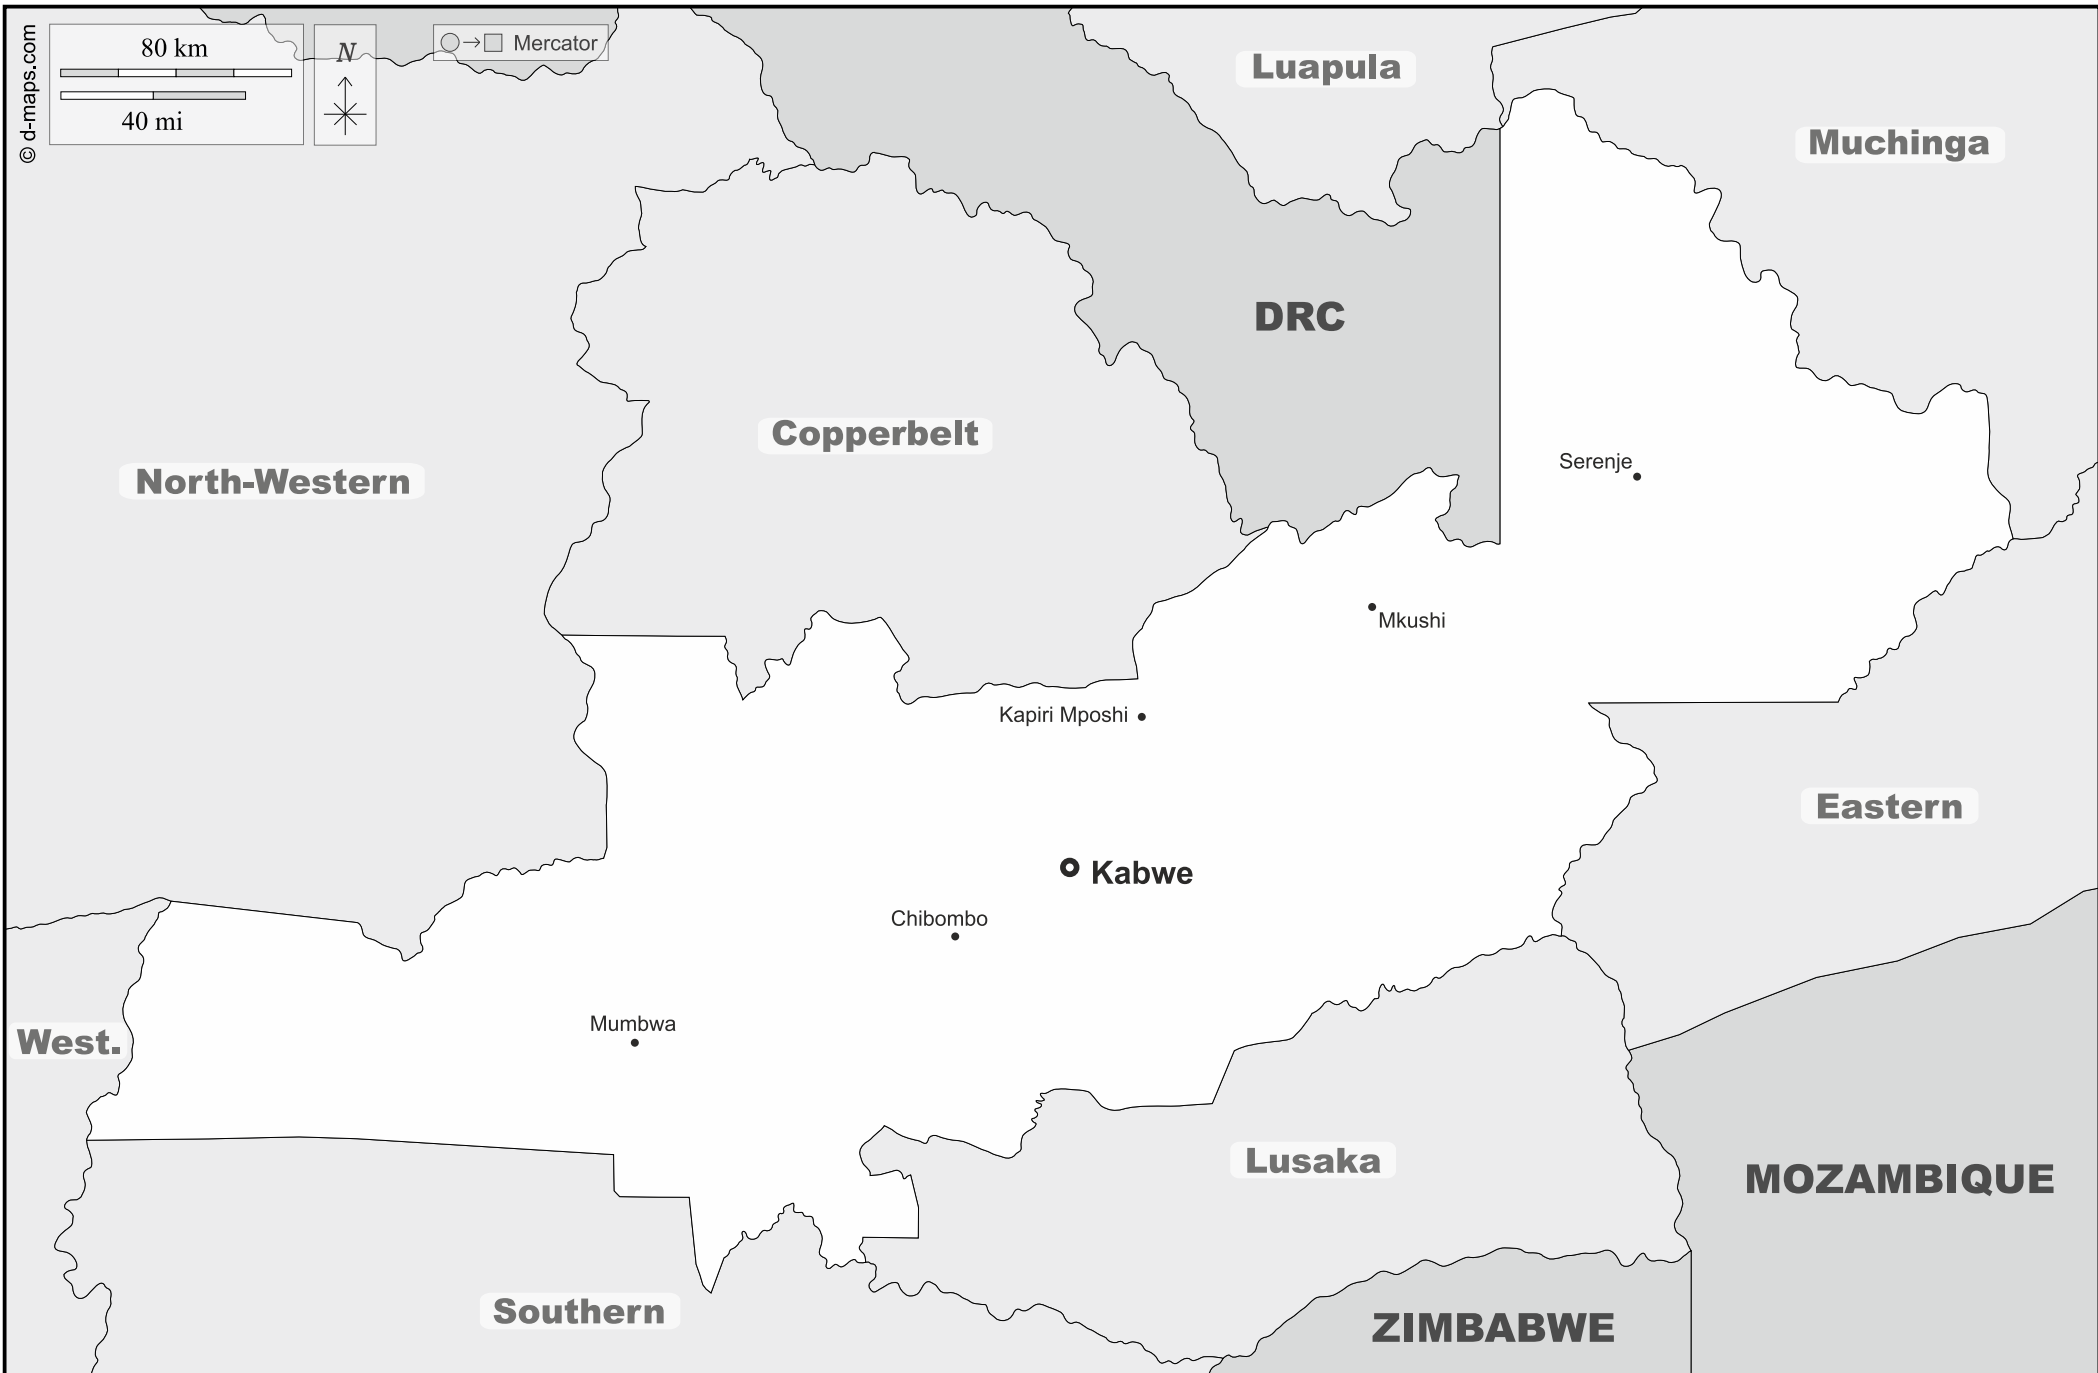 © d-maps.com
80 km
40 mi
N
Mercator
Luapula
Muchinga
DRC
Copperbelt
North-Western
Serenje
Mkushi
Kapiri Mposhi
Eastern
Kabwe
Chibombo
Mumbwa
West.
Lusaka
MOZAMBIQUE
Southern
ZIMBABWE